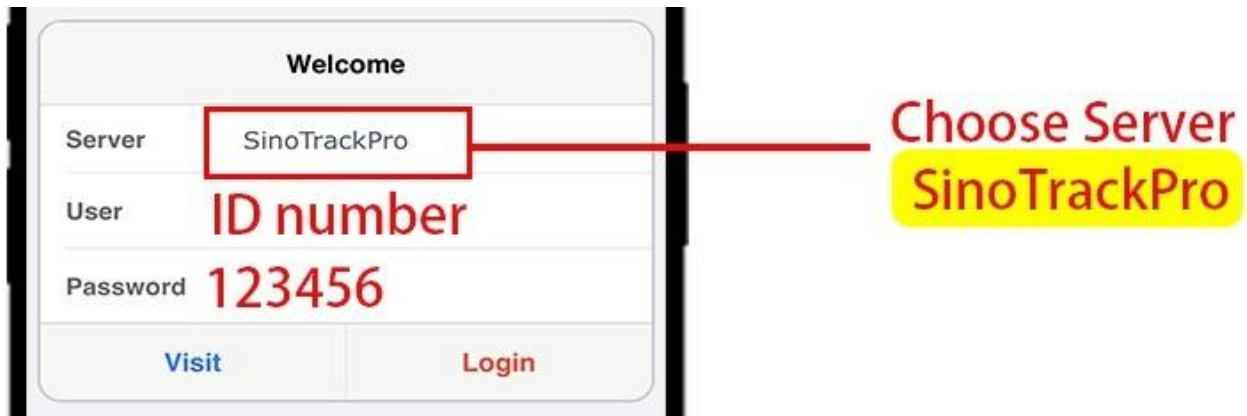 Welcome
Server SinoTrackPro
User ID number
Password 123456
Visit Login
Choose Server
SinoTrackPro